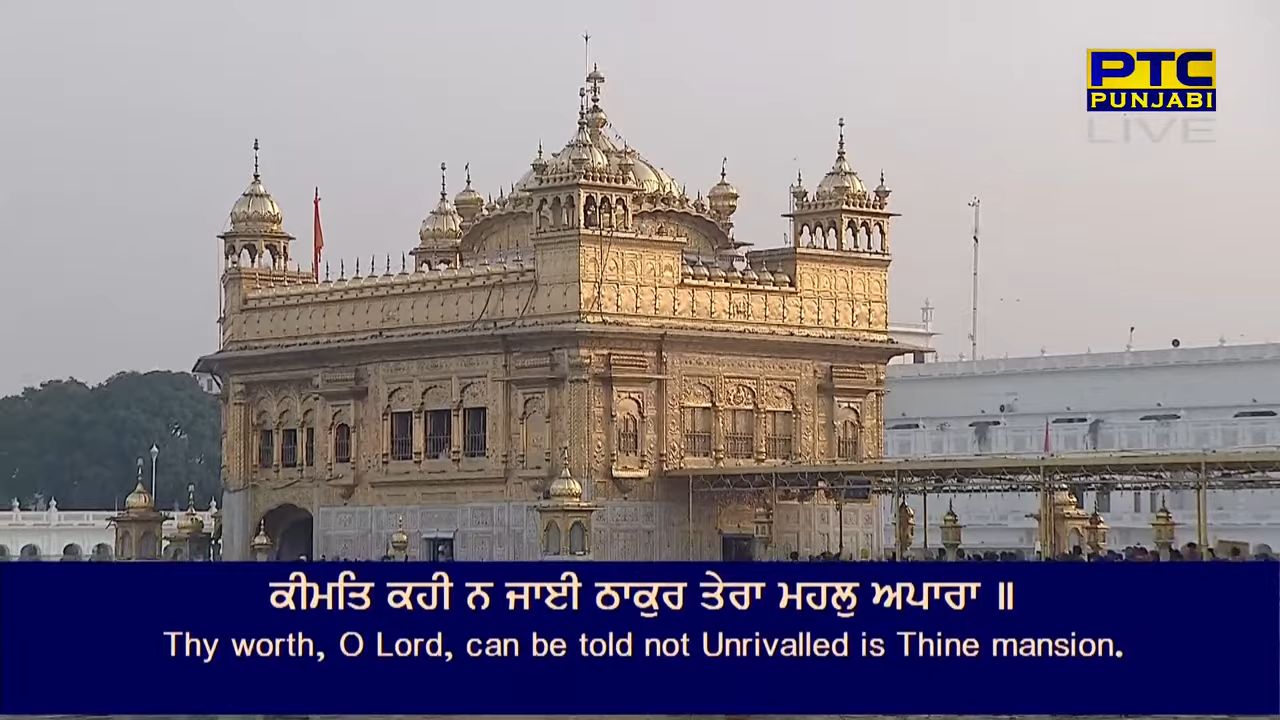 PTC
PUNJABI
LIVE
ਕੀਮਤਿ ਕਹੀ ਨ ਜਾਈ ਠਾਕੁਰ ਤੇਰਾ ਮਹਲੁ ਅਪਾਰਾ ॥
Thy worth, O Lord, can be told not Unrivalled is Thine mansion.